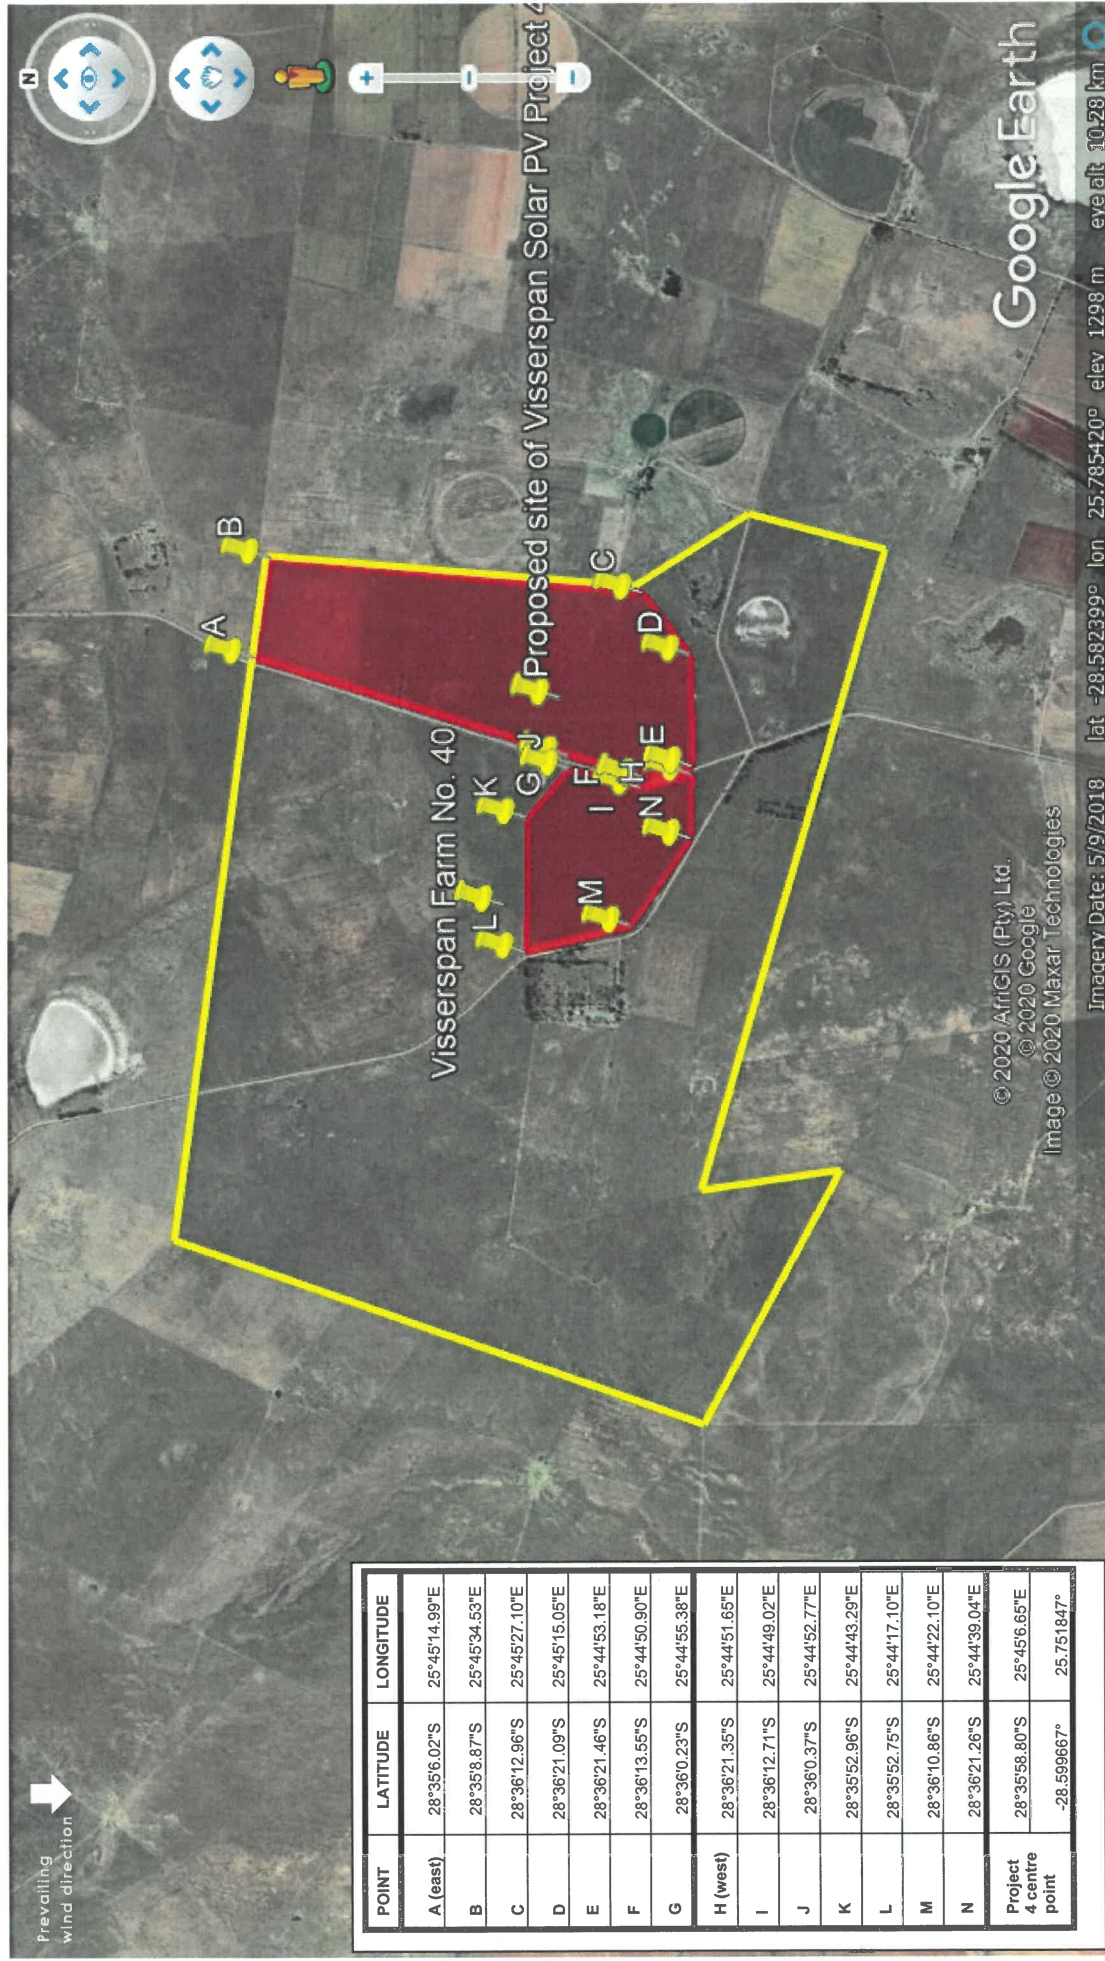 Prevailing
wind direction
N
A
B
Visserspan Farm No. 40
K
L
G
J
Proposed site of Visserspan Solar PV Project 4
C
D
F
H
I
E
M
N
POINT LATITUDE LONGITUDE
A (east) 28°35'6.02"S 25°45'14.99"E
B 28°35'8.87"S 25°45'34.53"E
C 28°36'12.96"S 25°45'27.10"E
D 28°36'21.09"S 25°45'15.05"E
E 28°36'21.46"S 25°44'53.18"E
F 28°36'13.55"S 25°44'50.90"E
G 28°36'0.23"S 25°44'55.38"E
H (west) 28°36'21.35"S 25°44'51.65"E
I 28°36'12.71"S 25°44'49.02"E
J 28°36'0.37"S 25°44'52.77"E
K 28°35'52.96"S 25°44'43.29"E
L 28°35'52.75"S 25°44'17.10"E
M 28°36'10.86"S 25°44'22.10"E
N 28°36'21.26"S 25°44'39.04"E
Project 28°35'58.80"S 25°45'6.65"E
4 centre
point -28.599667° 25.751847°
© 2020 AfriGIS (Pty) Ltd.
© 2020 Google
Image © 2020 Maxar Technologies
Google Earth
Imagery Date: 5/9/2018 lat -28.582399° lon 25.785420° elev 1298 m eye alt 10.28 km